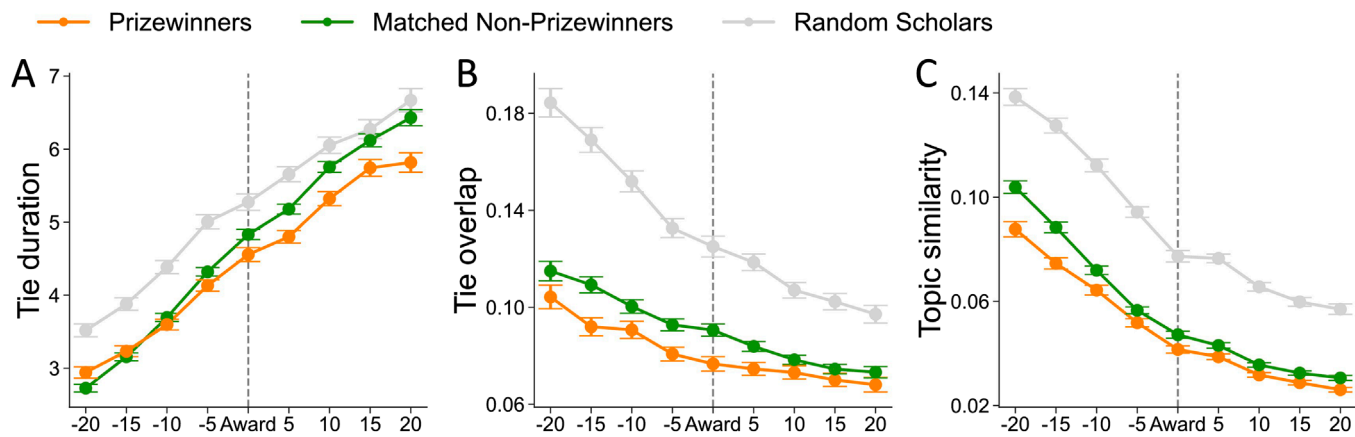 Prizewinners Matched Non-Prizewinners Random Scholars
A
Tie duration
7
6
5
4
3
-20 -15 -10 -5 Award 5 10 15 20
B
Tie overlap
0.18
0.14
0.10
0.06
-20 -15 -10 -5 Award 5 10 15 20
C
Topic similarity
0.14
0.10
0.06
0.02
-20 -15 -10 -5 Award 5 10 15 20